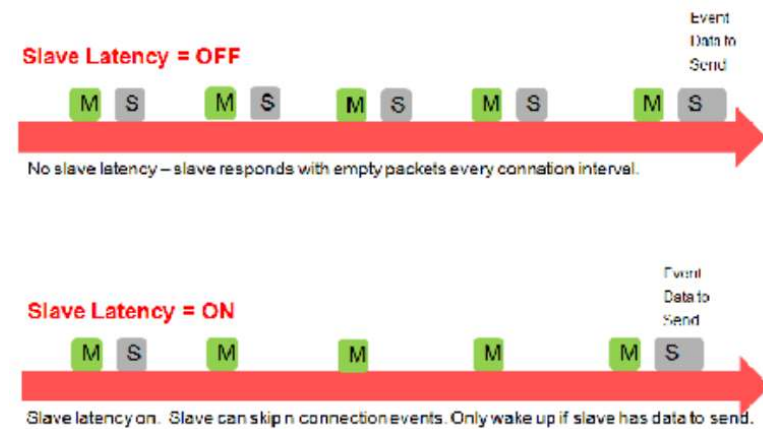 Event
Data to
Send
Slave Latency = OFF
M S M S M S M S M S
No slave latency – slave responds with empty packets every connation interval.
Event
Data to
Send
Slave Latency = ON
M S M M M M S
Slave latency on. Slave can skip n connection events. Only wake up if slave has data to send.